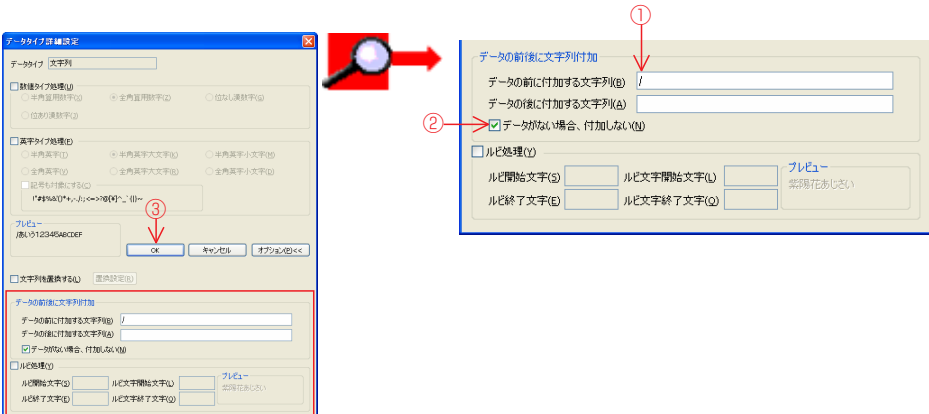 データタイプ詳細設定
データタイプ 文字列
数値タイプ処理(U)
半角算用数字(X) 全角算用数字(Z) 位なし漢数字(G)
位あり漢数字(J)
英字タイプ処理(E)
半角英字(T) 半角英字大文字(K) 半角英字小文字(M)
全角英字(V) 全角英字大文字(R) 全角英字小文字(D)
記号も対象にする(C)
!"#$%&'()*+,-./:;<=>?@[¥]^_`{|}~
プレビュー
/あいう12345ABCDEF
③
OK キャンセル オプション(P)<<
文字列を置換する(L) 置換設定(R)
データの前後に文字列付加
データの前に付加する文字列(B) /
データの後に付加する文字列(A)
データがない場合、付加しない(N)
ルビ処理(Y)
ルビ開始文字(S) ルビ文字開始文字(L)
ルビ終了文字(E) ルビ文字終了文字(Q)
プレビュー
紫陽花あじさい
①
データの前後に文字列付加
データの前に付加する文字列(B) /
データの後に付加する文字列(A)
② データがない場合、付加しない(N)
ルビ処理(Y)
ルビ開始文字(S) ルビ文字開始文字(L)
ルビ終了文字(E) ルビ文字終了文字(Q)
プレビュー
紫陽花あじさい